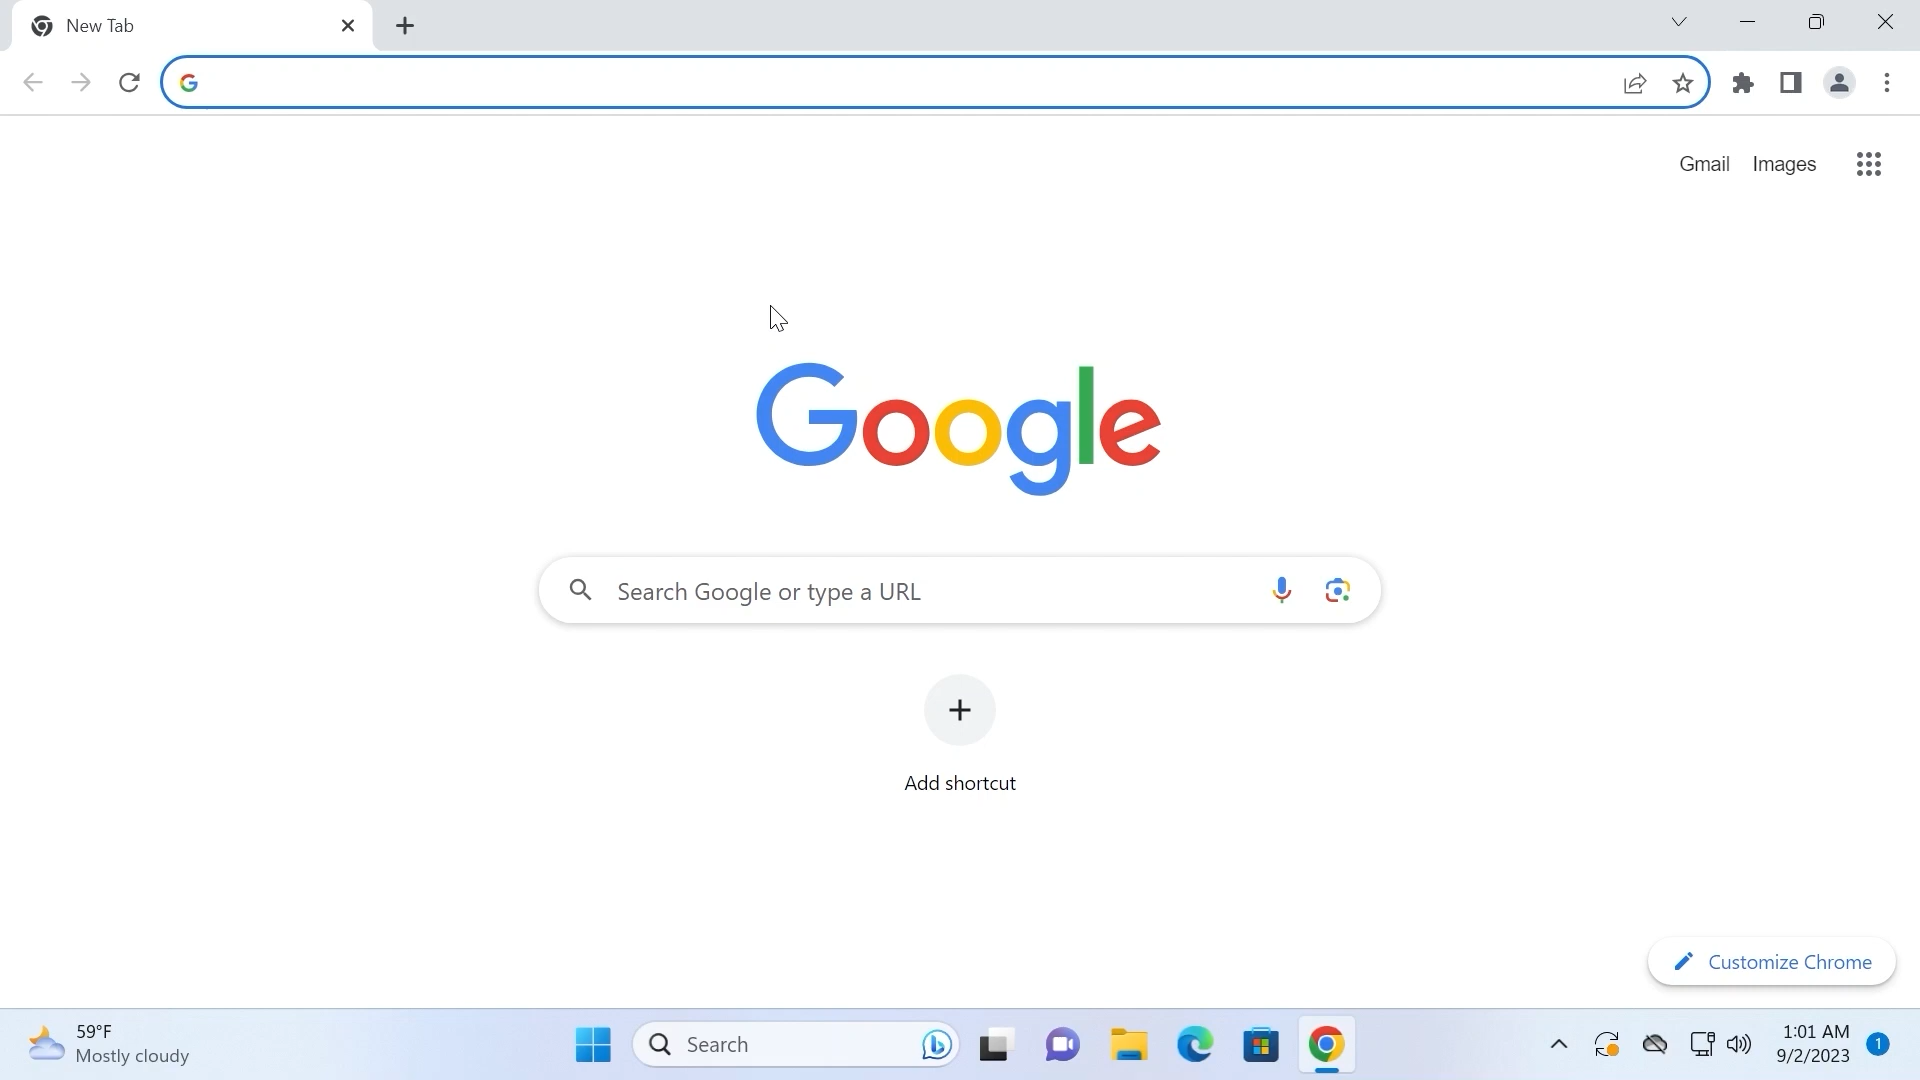 New Tab
Gmail Images
Google
Search Google or type a URL
Add shortcut
Customize Chrome
59°F
Mostly cloudy
Search
1:01 AM
9/2/2023
1